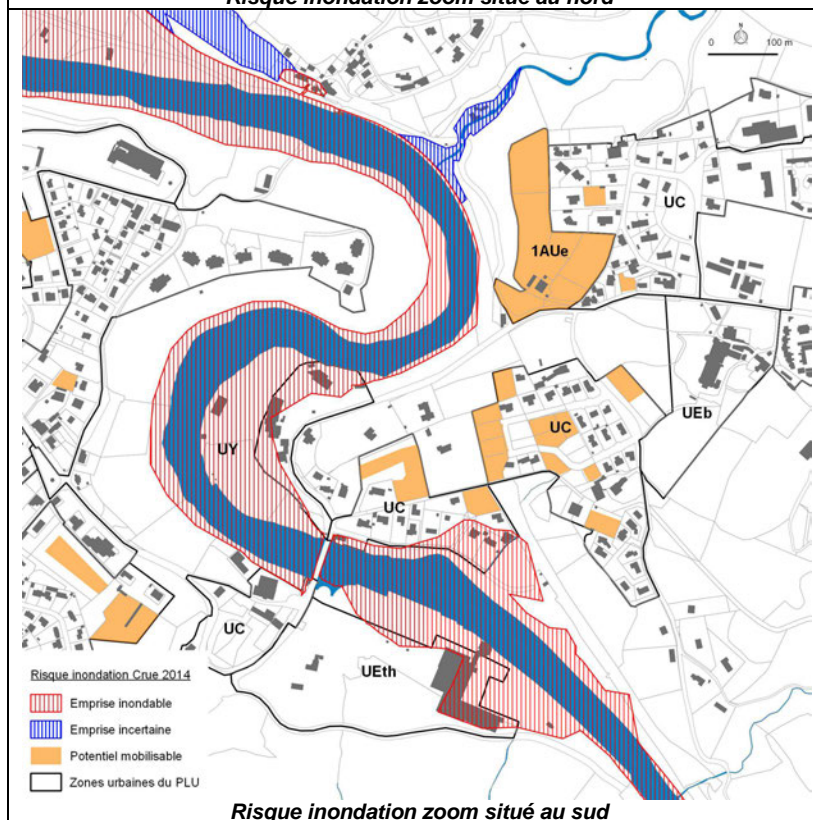 Risque inondation zoom situé au nord
N
0 100 m
UC
1AUe
UEb
UC
UY
UC
UC
UEth
Risque inondation Crue 2014
Emprise inondable
Emprise incertaine
Potentiel mobilisable
Zones urbaines du PLU
Risque inondation zoom situé au sud